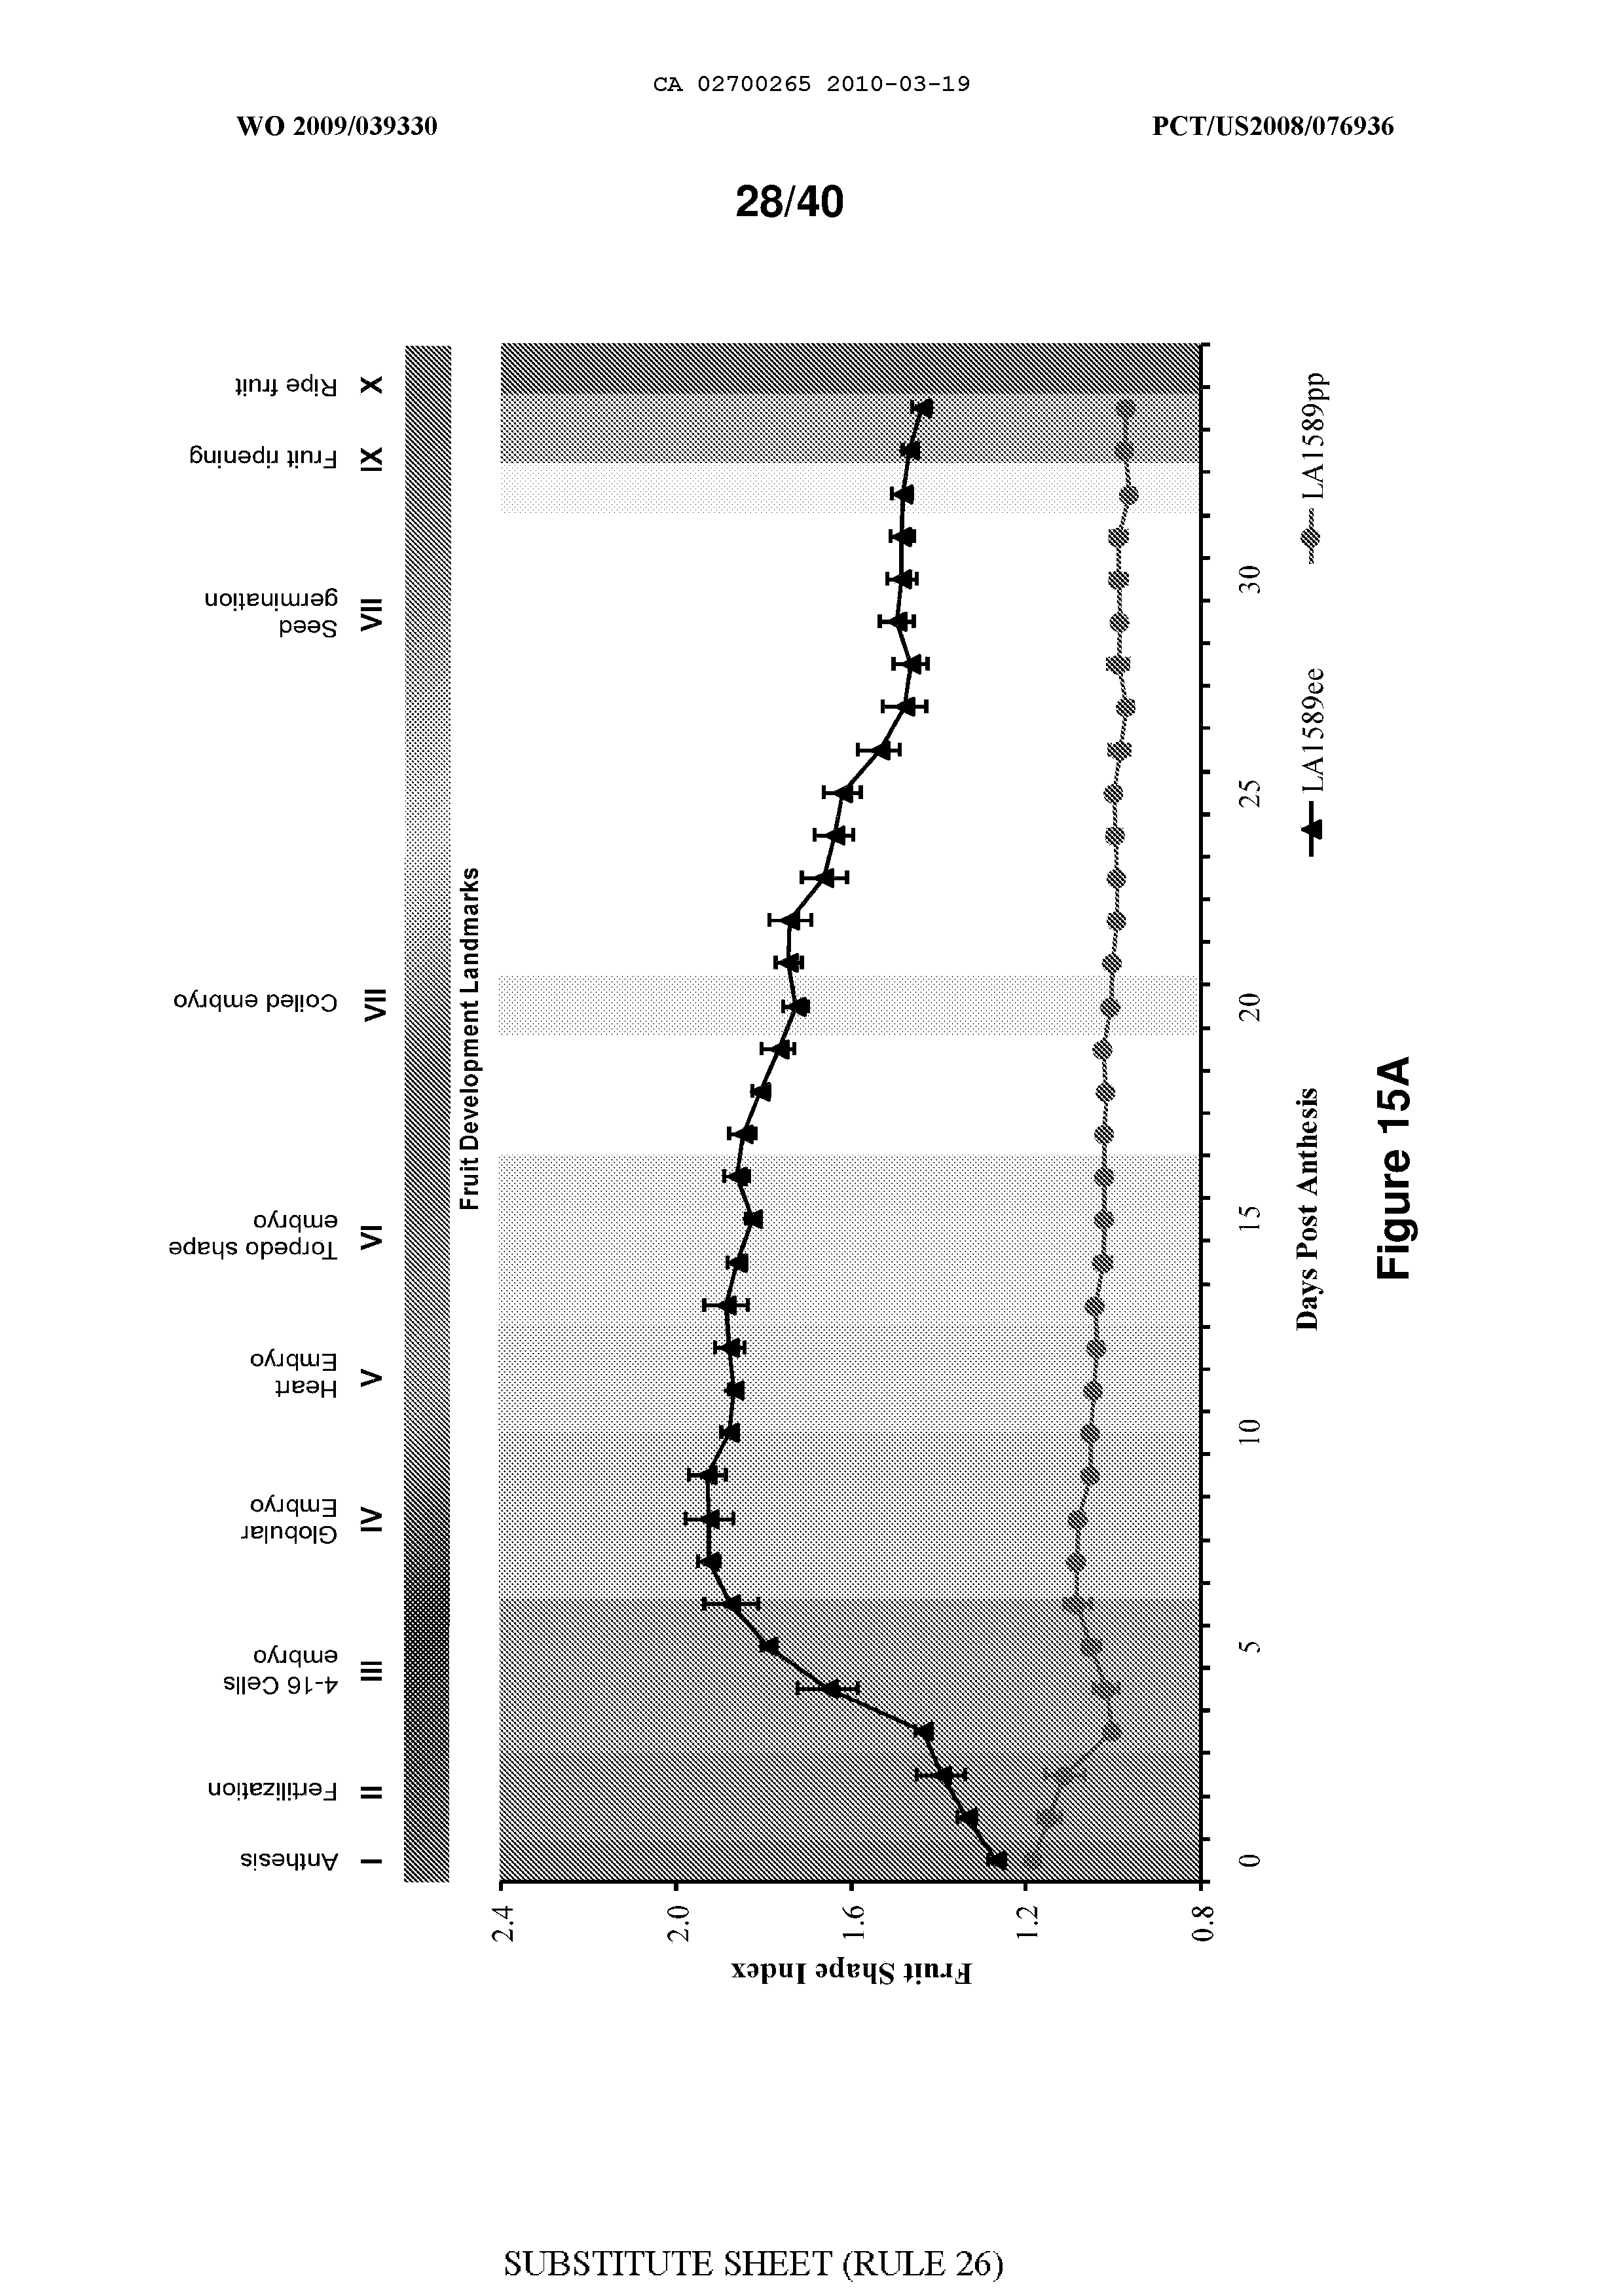 CA 02700265 2010-03-19
WO 2009/039330
PCT/US2008/076936
28/40
Anthesis
I
Fertilization
II
4-16 Cells
embryo
III
Globular
Embryo
IV
Heart
Embryo
V
Torpedo shape
embryo
VI
Coiled embryo
VII
Seed
germination
VII
Fruit ripening
IX
Ripe fruit
X
Fruit Development Landmarks
Fruit Shape Index
2.4
2.0
1.6
1.2
0.8
0
5
10
15
20
25
30
Days Post Anthesis
LA1589ee
LA1589pp
Figure 15A
SUBSTITUTE SHEET (RULE 26)